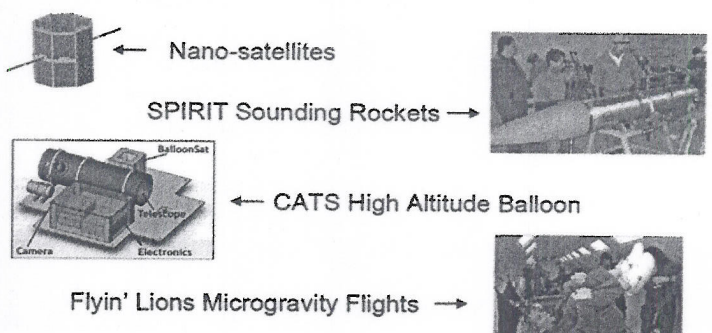 Nano-satellites
SPIRIT Sounding Rockets
BalloonSat
Telescope
CATS High Altitude Balloon
Camera
Electronics
Flyin' Lions Microgravity Flights